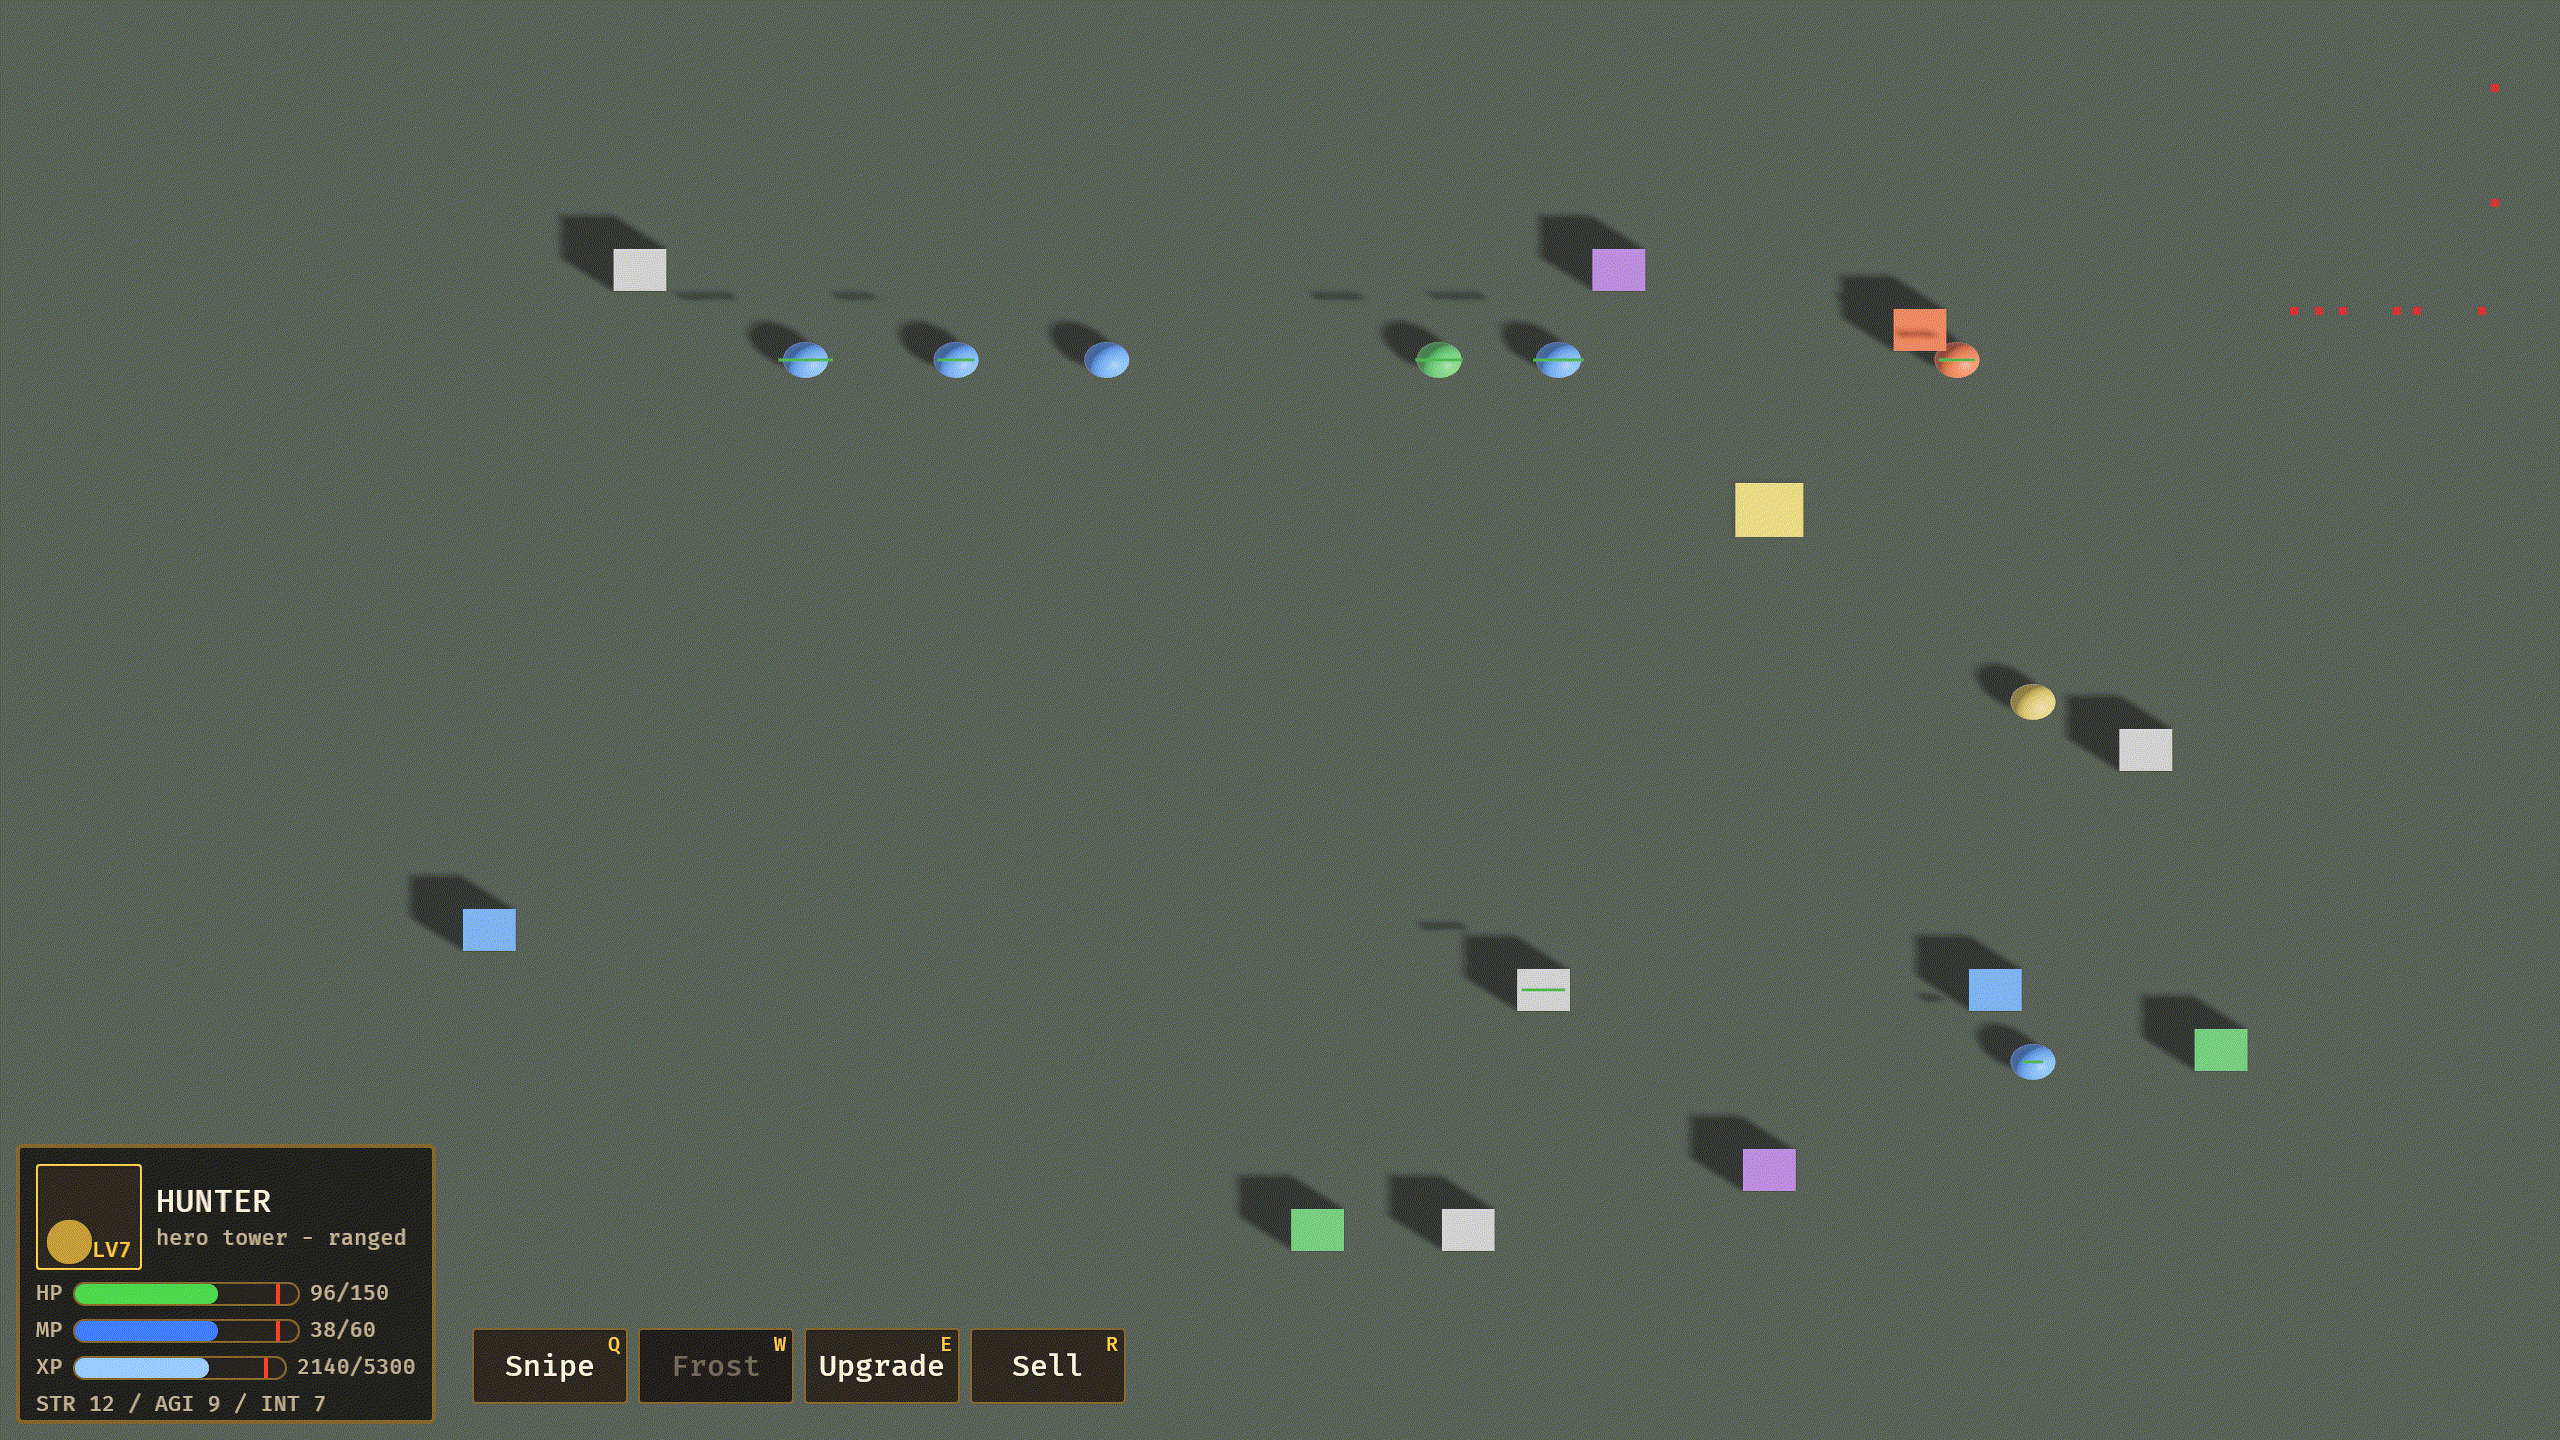 HUNTER
hero tower - ranged
LV7
HP 96/150
MP 38/60
XP 2140/5300
STR 12 / AGI 9 / INT 7
Snipe Q
Frost W
Upgrade E
Sell R